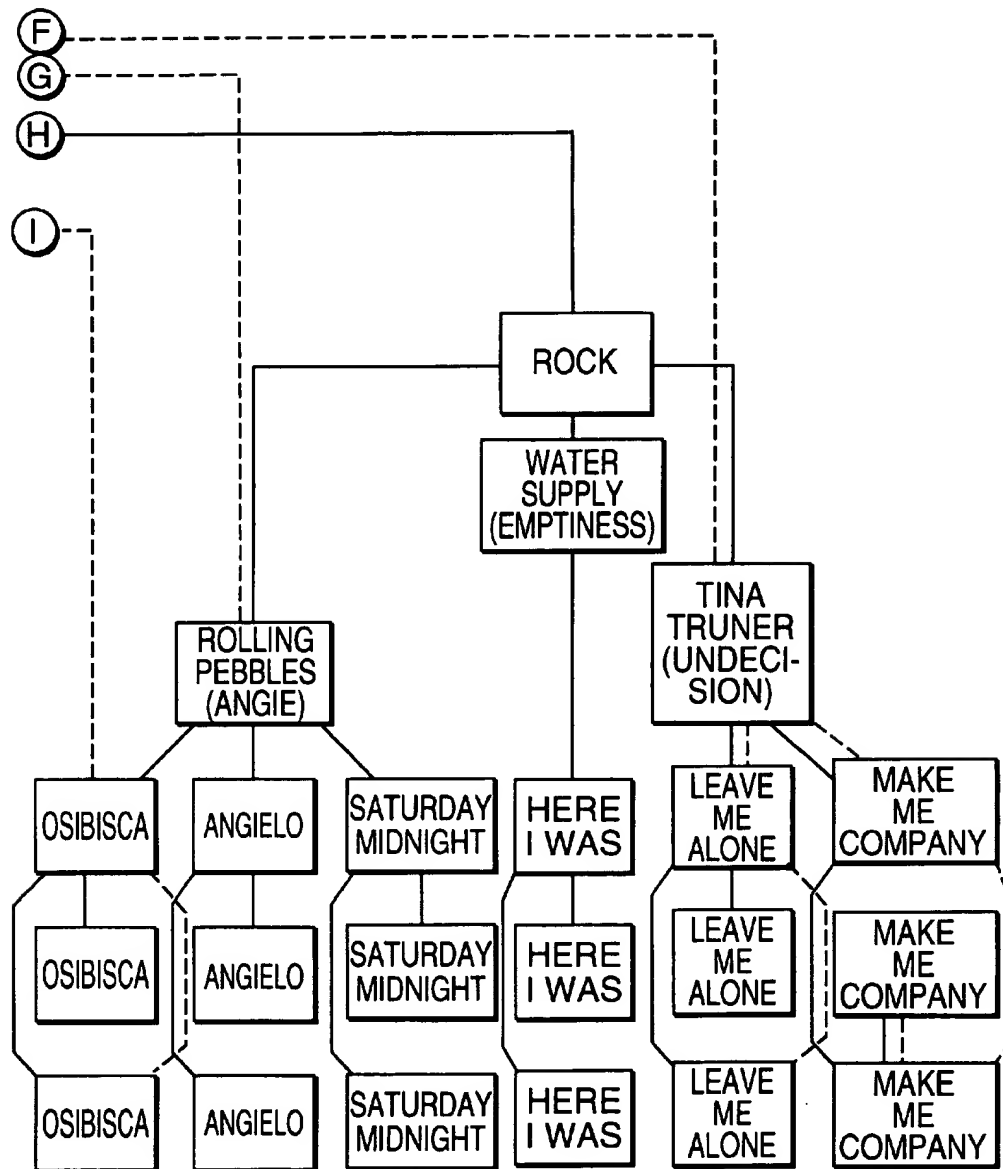 F
G
H
I
ROCK
WATER
SUPPLY
(EMPTINESS)
TINA
TRUNER
(UNDECI-
SION)
ROLLING
PEBBLES
(ANGIE)
OSIBISCA
ANGIELO
SATURDAY
MIDNIGHT
HERE
I WAS
LEAVE
ME
ALONE
MAKE
ME
COMPANY
OSIBISCA
ANGIELO
SATURDAY
MIDNIGHT
HERE
I WAS
LEAVE
ME
ALONE
MAKE
ME
COMPANY
OSIBISCA
ANGIELO
SATURDAY
MIDNIGHT
HERE
I WAS
LEAVE
ME
ALONE
MAKE
ME
COMPANY